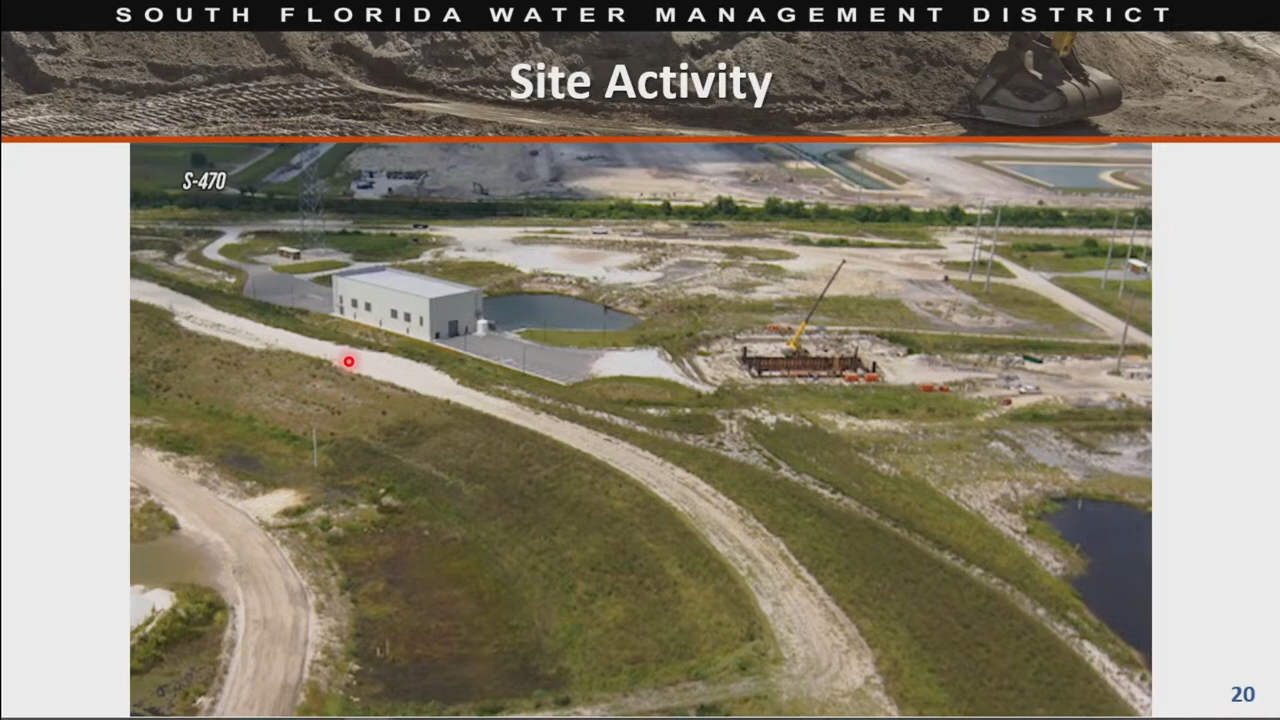 SOUTH FLORIDA WATER MANAGEMENT DISTRICT
Site Activity
S-470
20